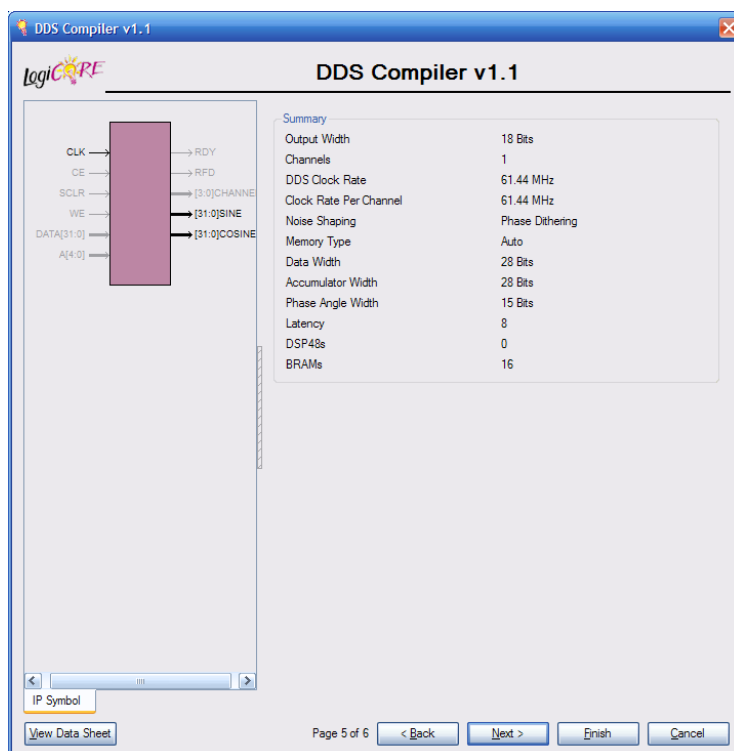 DDS Compiler v1.1
LogiCORE
DDS Compiler v1.1
CLK
CE
SCLR
WE
DATA[31:0]
A[4:0]
RDY
RFD
[3:0]CHANNE
[31:0]SINE
[31:0]COSINE
Summary
Output Width 18 Bits
Channels 1
DDS Clock Rate 61.44 MHz
Clock Rate Per Channel 61.44 MHz
Noise Shaping Phase Dithering
Memory Type Auto
Data Width 28 Bits
Accumulator Width 28 Bits
Phase Angle Width 15 Bits
Latency 8
DSP48s 0
BRAMs 16
IP Symbol
View Data Sheet Page 5 of 6 < Back Next > Finish Cancel